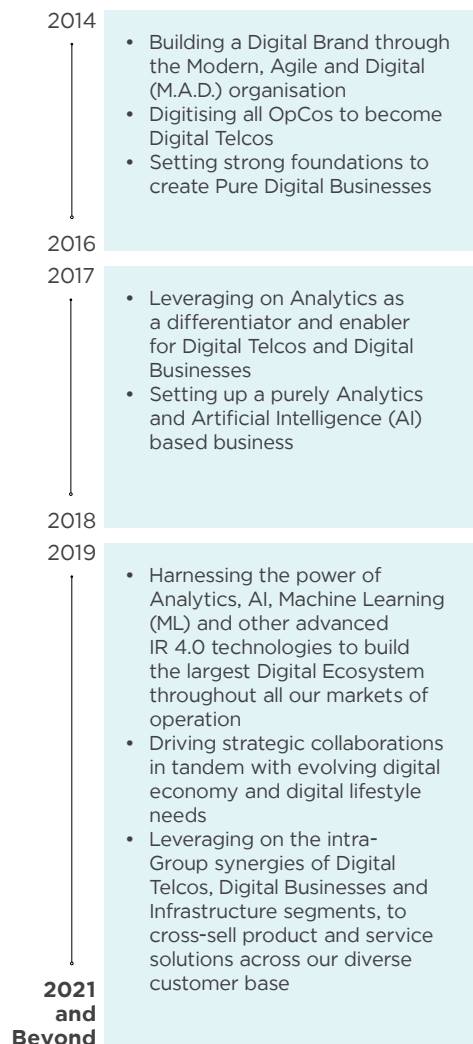 2014
• Building a Digital Brand through
the Modern, Agile and Digital
(M.A.D.) organisation
• Digitising all OpCos to become
Digital Telcos
• Setting strong foundations to
create Pure Digital Businesses
2016
2017
• Leveraging on Analytics as
a differentiator and enabler
for Digital Telcos and Digital
Businesses
• Setting up a purely Analytics
and Artificial Intelligence (AI)
based business
2018
2019
• Harnessing the power of
Analytics, AI, Machine Learning
(ML) and other advanced
IR 4.0 technologies to build
the largest Digital Ecosystem
throughout all our markets of
operation
• Driving strategic collaborations
in tandem with evolving digital
economy and digital lifestyle
needs
• Leveraging on the intra-
Group synergies of Digital
Telcos, Digital Businesses and
Infrastructure segments, to
cross-sell product and service
solutions across our diverse
customer base
2021
and
Beyond